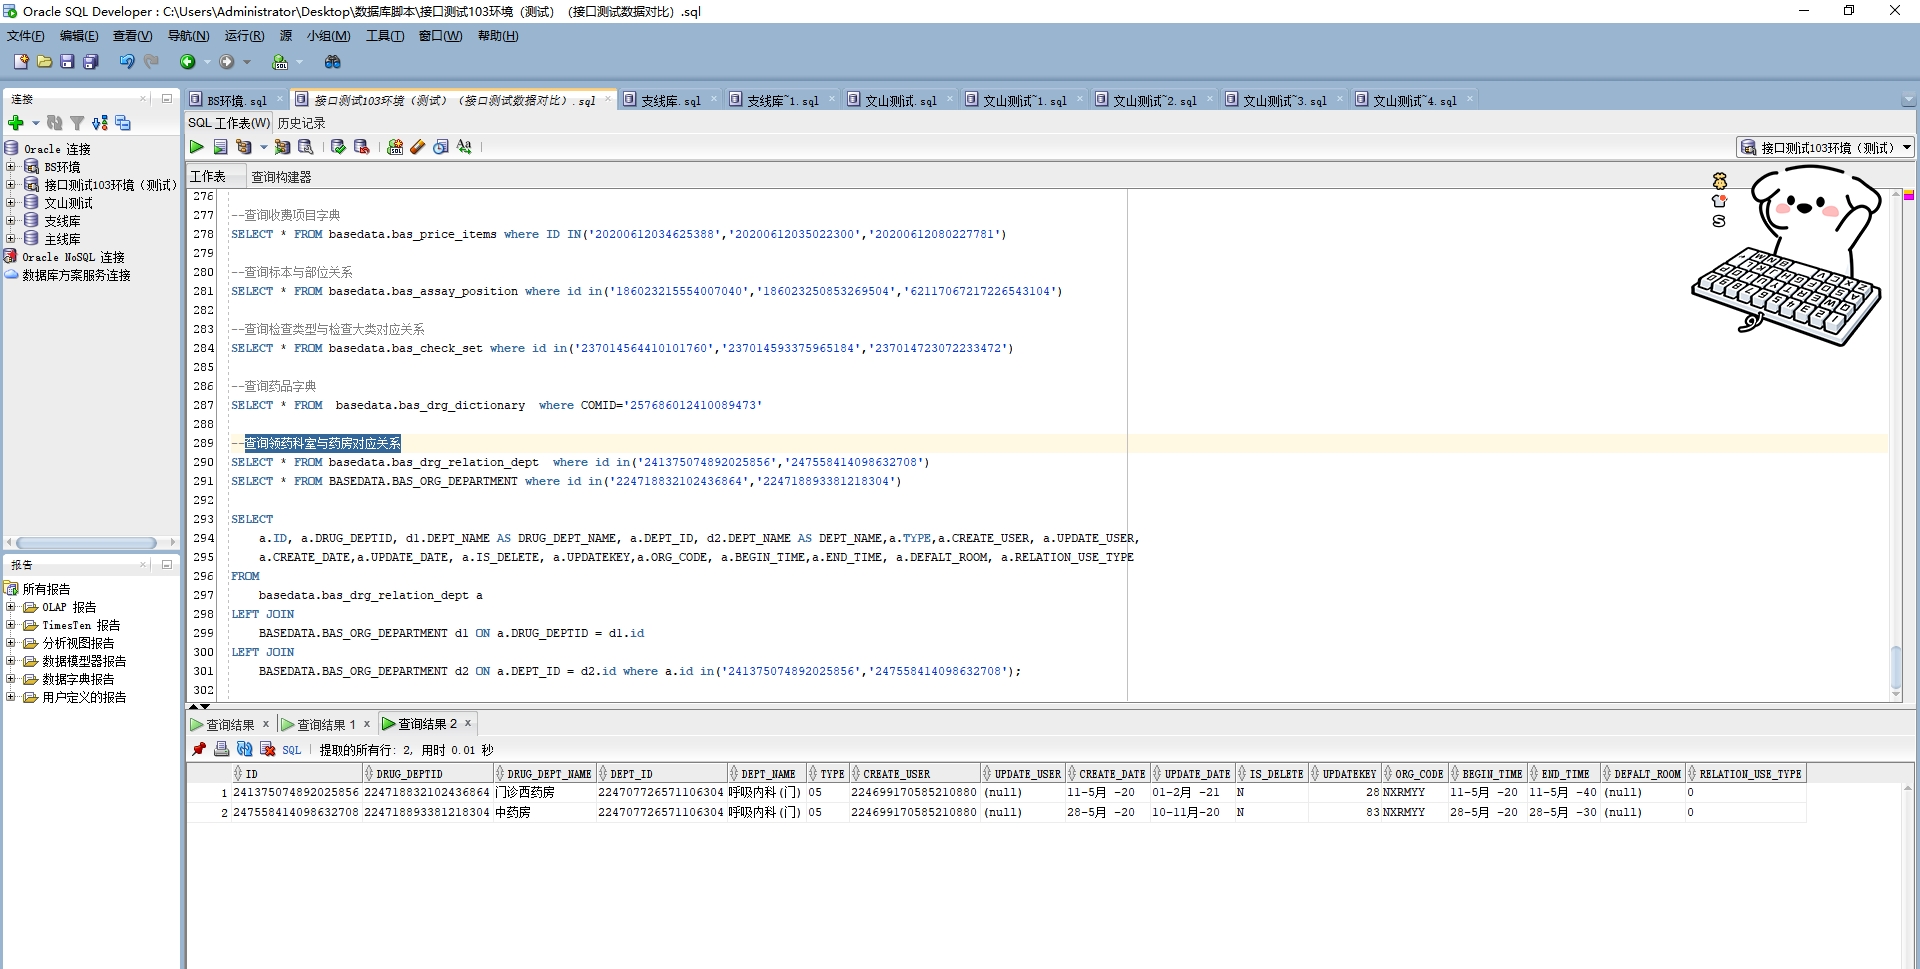 Oracle SQL Developer : C:\Users\Administrator\Desktop\数据库脚本\接口测试103环境（测试）（接口测试数据对比）.sql
文件(F) 编辑(E) 查看(V) 导航(N) 运行(R) 源 小组(M) 工具(T) 窗口(W) 帮助(H)
连接
BS环境.sql 接口测试103环境（测试）（接口测试数据对比）.sql 支线库.sql 支线库~1.sql 文山测试.sql 文山测试~1.sql 文山测试~2.sql 文山测试~3.sql 文山测试~4.sql
SQL 工作表(W) 历史记录
接口测试103环境（测试）
Oracle 连接
BS环境
接口测试103环境（测试）
文山测试
支线库
主线库
Oracle NoSQL 连接
数据库方案服务连接
报告
所有报告
OLAP 报告
TimesTen 报告
分析视图报告
数据模型器报告
数据字典报告
用户定义的报告
工作表 查询构建器
276
277 --查询收费项目字典
278 SELECT * FROM basedata.bas_price_items where ID IN('20200612034625388','20200612035022300','20200612080227781')
279
280 --查询标本与部位关系
281 SELECT * FROM basedata.bas_assay_position where id in('186023215554007040','186023250853269504','62117067217226543104')
282
283 --查询检查类型与检查大类对应关系
284 SELECT * FROM basedata.bas_check_set where id in('237014564410101760','237014593375965184','237014723072233472')
285
286 --查询药品字典
287 SELECT * FROM basedata.bas_drg_dictionary where COMID='257686012410089473'
288
289 --查询领药科室与药房对应关系
290 SELECT * FROM basedata.bas_drg_relation_dept where id in('241375074892025856','247558414098632708')
291 SELECT * FROM BASEDATA.BAS_ORG_DEPARTMENT where id in('224718832102436864','224718893381218304')
292
293 SELECT
294 a.ID, a.DRUG_DEPTID, d1.DEPT_NAME AS DRUG_DEPT_NAME, a.DEPT_ID, d2.DEPT_NAME AS DEPT_NAME,a.TYPE,a.CREATE_USER, a.UPDATE_USER,
295 a.CREATE_DATE,a.UPDATE_DATE, a.IS_DELETE, a.UPDATEKEY,a.ORG_CODE, a.BEGIN_TIME,a.END_TIME, a.DEFALT_ROOM, a.RELATION_USE_TYPE
296 FROM
297 basedata.bas_drg_relation_dept a
298 LEFT JOIN
299 BASEDATA.BAS_ORG_DEPARTMENT d1 ON a.DRUG_DEPTID = d1.id
300 LEFT JOIN
301 BASEDATA.BAS_ORG_DEPARTMENT d2 ON a.DEPT_ID = d2.id where a.id in('241375074892025856','247558414098632708');
302
查询结果 x 查询结果 1 x 查询结果 2 x
SQL 提取的所有行: 2, 用时 0.01 秒
ID DRUG_DEPTID DRUG_DEPT_NAME DEPT_ID DEPT_NAME TYPE CREATE_USER UPDATE_USER CREATE_DATE UPDATE_DATE IS_DELETE UPDATEKEY ORG_CODE BEGIN_TIME END_TIME DEFALT_ROOM RELATION_USE_TYPE
1 241375074892025856 224718832102436864 门诊西药房 224707726571106304 呼吸内科(门) 05 224699170585210880 (null) 11-5月 -20 01-2月 -21 N 28 NXRMYY 11-5月 -20 11-5月 -40 (null) 0
2 247558414098632708 224718893381218304 中药房 224707726571106304 呼吸内科(门) 05 224699170585210880 (null) 28-5月 -20 10-11月-20 N 83 NXRMYY 28-5月 -20 28-5月 -30 (null) 0